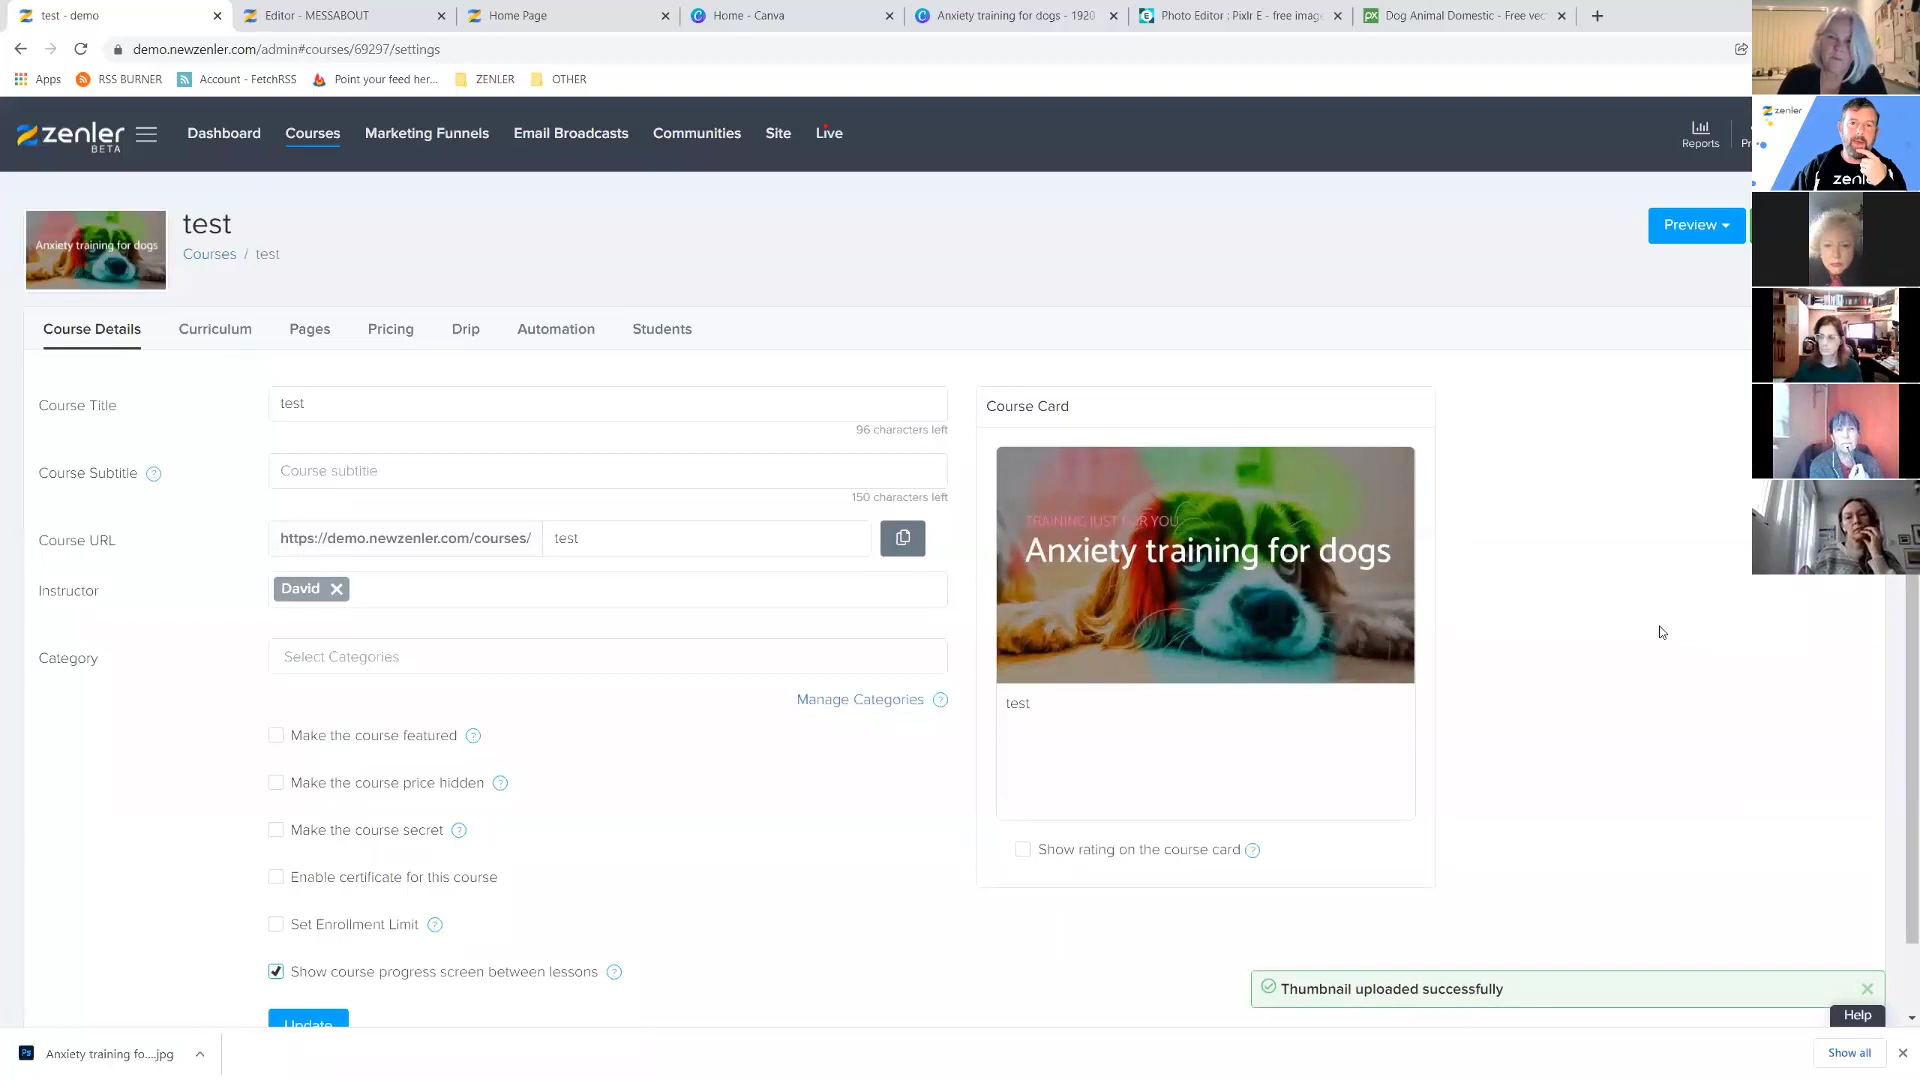 test - demo
Editor - MESSABOUT
Home Page
Home - Canva
Anxiety training for dogs - 1920
Photo Editor : Pixlr E - free imag
Dog Animal Domestic - Free vec
demo.newzenler.com/admin#courses/69297/settings
Apps
RSS BURNER
Account - FetchRSS
Point your feed her...
ZENLER
OTHER
zenler
BETA
Dashboard
Courses
Marketing Funnels
Email Broadcasts
Communities
Site
Live
Reports
zenler
test
Courses / test
Anxiety training for dogs
Preview
Course Details
Curriculum
Pages
Pricing
Drip
Automation
Students
Course Title
test
96 characters left
Course Subtitle
Course subtitle
150 characters left
Course URL
https://demo.newzenler.com/courses/
test
Instructor
David
Category
Select Categories
Manage Categories
Make the course featured
Make the course price hidden
Make the course secret
Enable certificate for this course
Set Enrollment Limit
Show course progress screen between lessons
Update
Course Card
TRAINING JUST FOR YOU
Anxiety training for dogs
test
Show rating on the course card
Thumbnail uploaded successfully
Help
Ps
Anxiety training fo....jpg
Show all